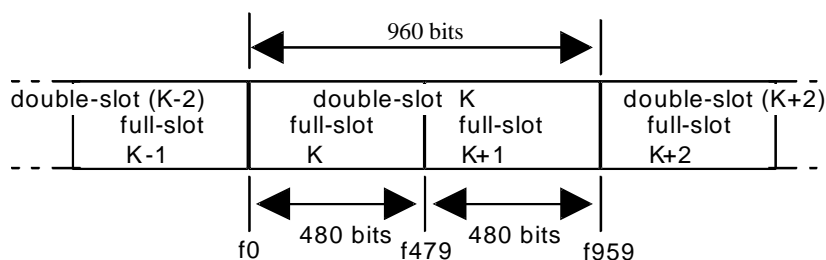 960 bits
double-slot (K-2) double-slot K double-slot (K+2)
full-slot full-slot full-slot full-slot
K-1 K K+1 K+2
480 bits 480 bits
f0 f479 f959